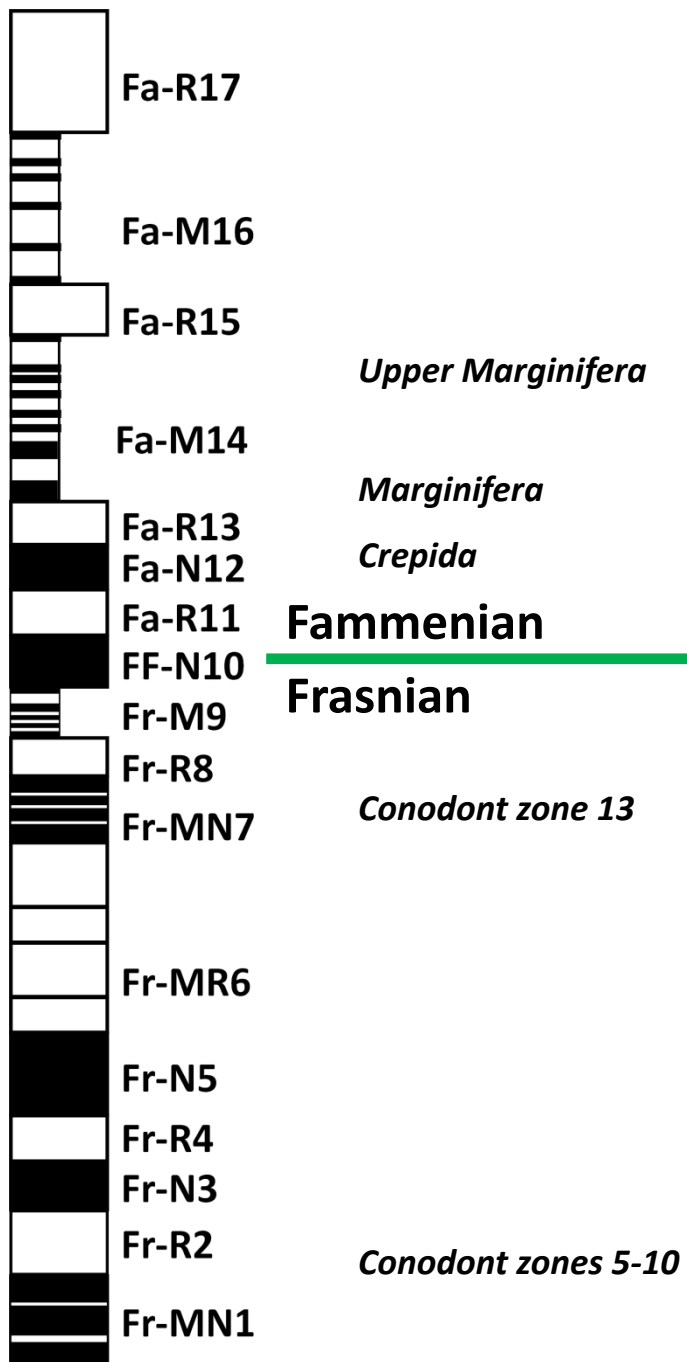 Fa-R17
Fa-M16
Fa-R15
Upper Marginifera
Fa-M14
Marginifera
Fa-R13
Crepida
Fa-N12
Fa-R11
Fammenian
FF-N10
Frasnian
Fr-M9
Fr-R8
Conodont zone 13
Fr-MN7
Fr-MR6
Fr-N5
Fr-R4
Fr-N3
Fr-R2
Conodont zones 5-10
Fr-MN1